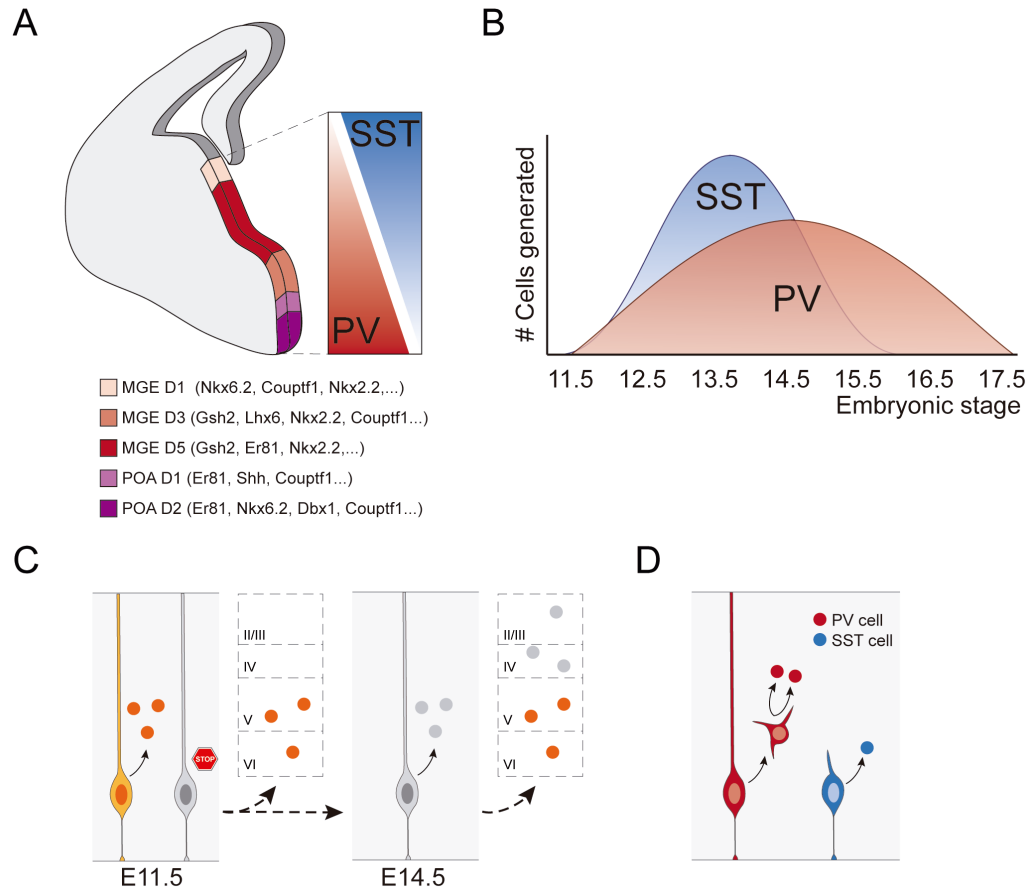 A
SST
PV
MGE D1 (Nkx6.2, Couptf1, Nkx2.2,...)
MGE D3 (Gsh2, Lhx6, Nkx2.2, Couptf1...)
MGE D5 (Gsh2, Er81, Nkx2.2,...)
POA D1 (Er81, Shh, Couptf1...)
POA D2 (Er81, Nkx6.2, Dbx1, Couptf1...)
B
# Cells generated
SST
PV
11.5 12.5 13.5 14.5 15.5 16.5 17.5
Embryonic stage
C
STOP
II/III
IV
V
VI
E11.5
II/III
IV
V
VI
E14.5
D
PV cell
SST cell